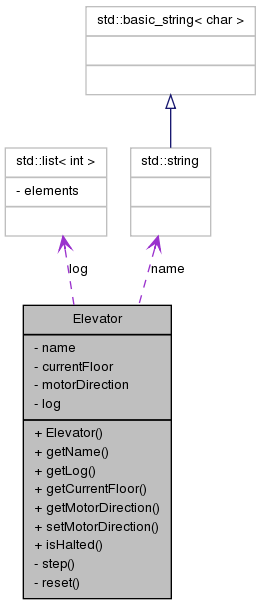 std::basic_string< char >
std::list< int >
- elements
std::string
log
name
Elevator
- name
- currentFloor
- motorDirection
- log
+ Elevator()
+ getName()
+ getLog()
+ getCurrentFloor()
+ getMotorDirection()
+ setMotorDirection()
+ isHalted()
- step()
- reset()